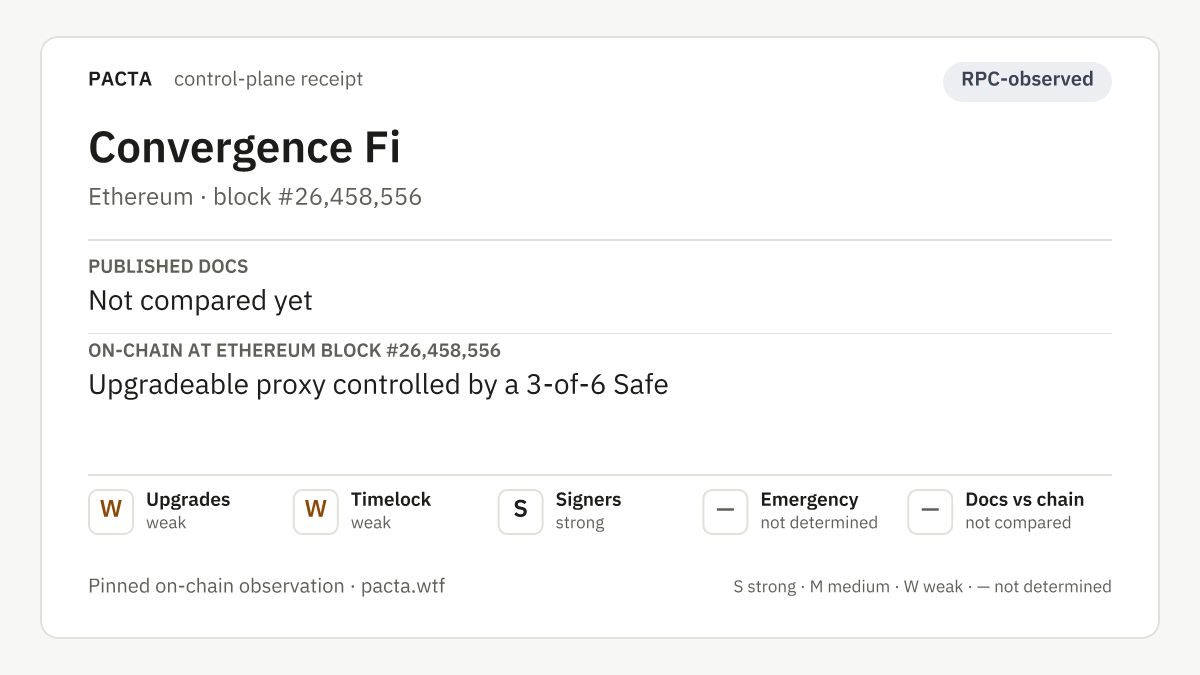 PACTA control-plane receipt RPC-observed
Convergence Fi
Ethereum · block #26,458,556
PUBLISHED DOCS
Not compared yet
ON-CHAIN AT ETHEREUM BLOCK #26,458,556
Upgradeable proxy controlled by a 3-of-6 Safe
W Upgrades weak
W Timelock weak
S Signers strong
— Emergency not determined
— Docs vs chain not compared
Pinned on-chain observation · pacta.wtf
S strong · M medium · W weak · — not determined